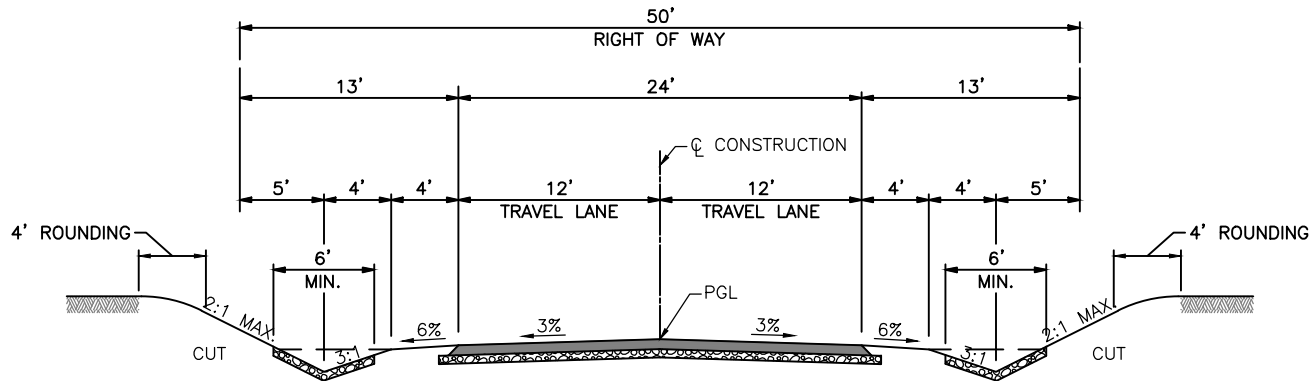 50'
RIGHT OF WAY
13' 24' 13'
℄ CONSTRUCTION
5' 4' 4' 12' 12' 4' 4' 5'
TRAVEL LANE TRAVEL LANE
4' ROUNDING 4' ROUNDING
6' 6'
MIN. MIN.
PGL
2:1 MAX. 6% 3% 3% 6% 2:1 MAX.
CUT 3:1 3:1 CUT